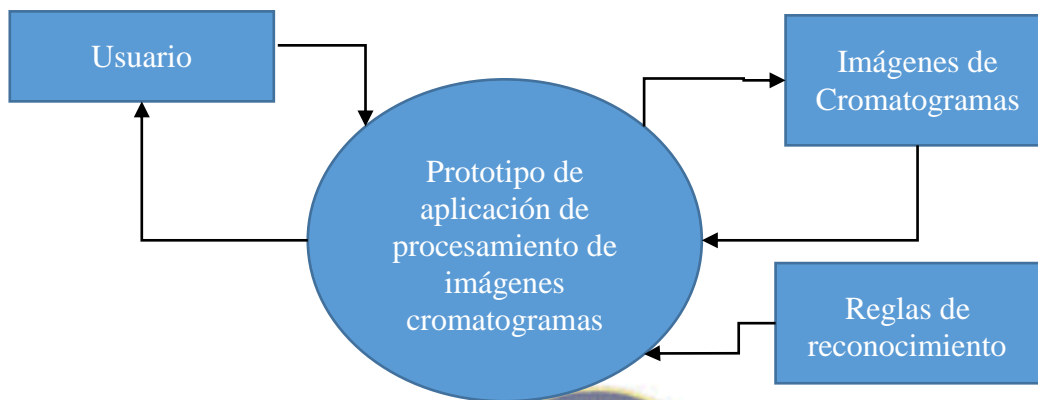 Usuario
Imágenes de
Cromatogramas
Prototipo de
aplicación de
procesamiento de
imágenes
cromatogramas
Reglas de
reconocimiento